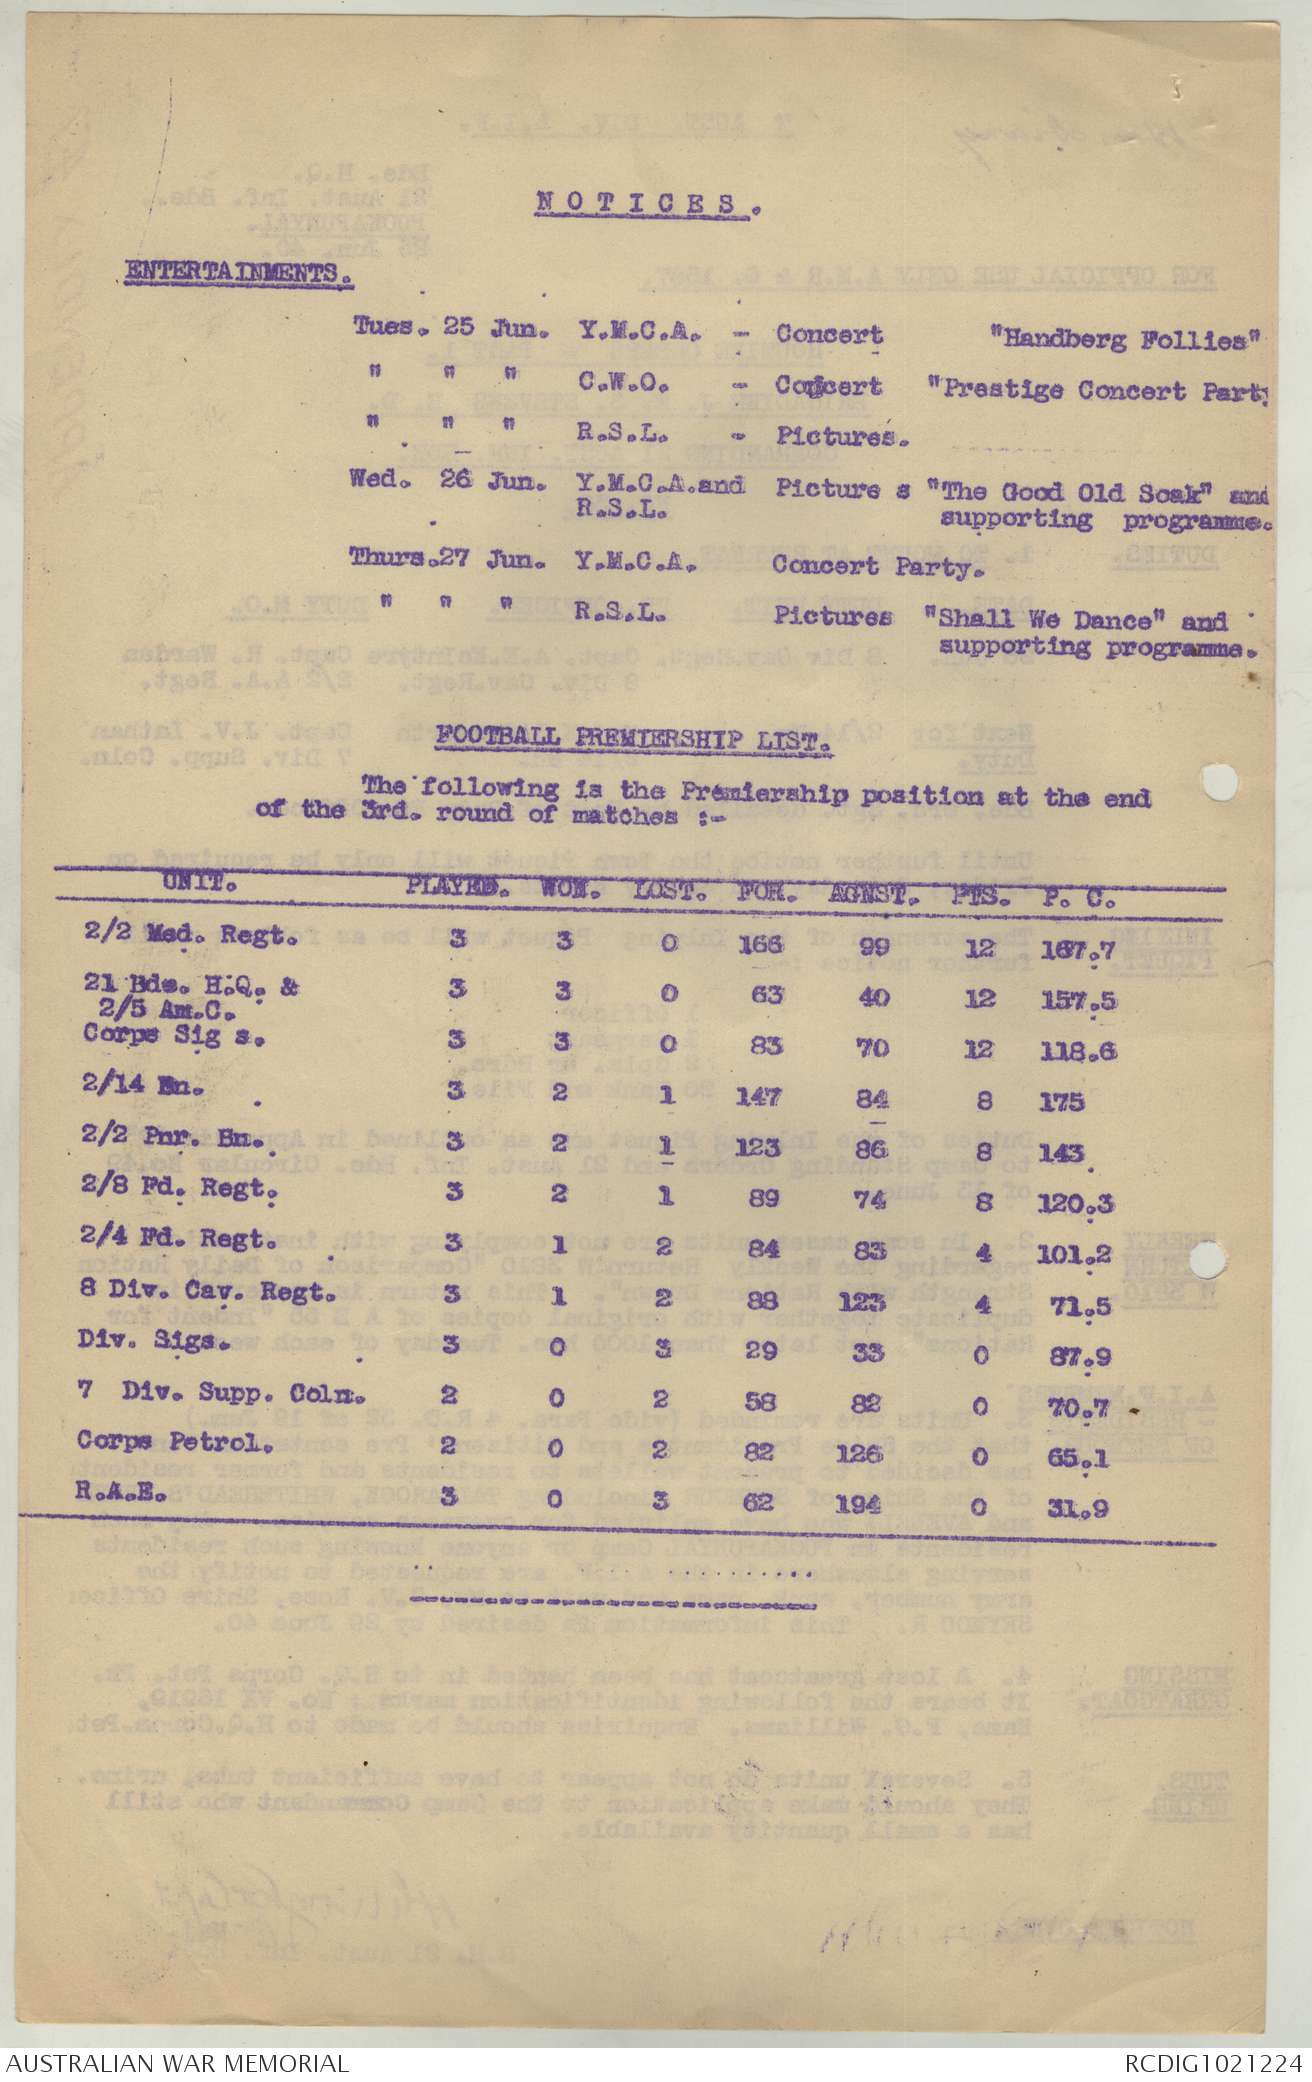 NOTICES.
ENTERTAINMENTS.
Tues. 25 Jun. Y.M.C.A. - Concert "Handberg Follies"
" " " C.W.O. - Concert "Prestige Concert Party
" " " R.S.L. - Pictures.
Wed. 26 Jun. Y.M.C.A.and Picture s "The Good Old Soak" and
R.S.L. supporting programme.
Thurs.27 Jun. Y.M.C.A. Concert Party.
" " " R.S.L. Pictures "Shall We Dance" and
supporting programme.
FOOTBALL PREMIERSHIP LIST.
The following is the Premiership position at the end
of the 3rd. round of matches :-
UNIT. PLAYED. WON. LOST. FOR. AGNST. PTS. P. C.
2/2 Med. Regt. 3 3 0 166 99 12 167.7
21 Bde. H.Q. & 3 3 0 63 40 12 157.5
2/5 Am.C.
Corps Sig s. 3 3 0 83 70 12 118.6
2/14 Bn. 3 2 1 147 84 8 175
2/2 Pnr. Bn. 3 2 1 123 86 8 143
2/8 Fd. Regt. 3 2 1 89 74 8 120.3
2/4 Fd. Regt. 3 1 2 84 83 4 101.2
8 Div. Cav. Regt. 3 1 2 88 123 4 71.5
Div. Sigs. 3 0 3 29 33 0 87.9
7 Div. Supp. Coln. 2 0 2 58 82 0 70.7
Corps Petrol. 2 0 2 82 126 0 65.1
R.A.E. 3 0 3 62 194 0 31.9
AUSTRALIAN WAR MEMORIAL RCDIG1021224